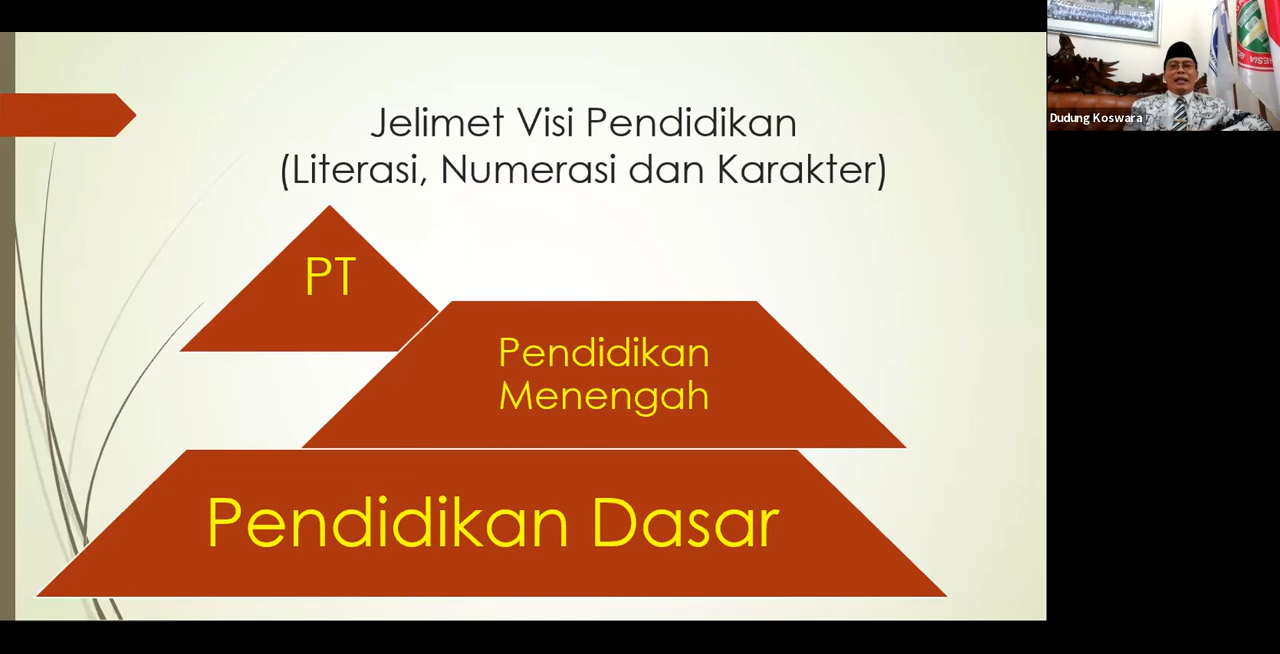 Jelimet Visi Pendidikan
(Literasi, Numerasi dan Karakter)
PT
Pendidikan
Menengah
Pendidikan Dasar
Dudung Koswara